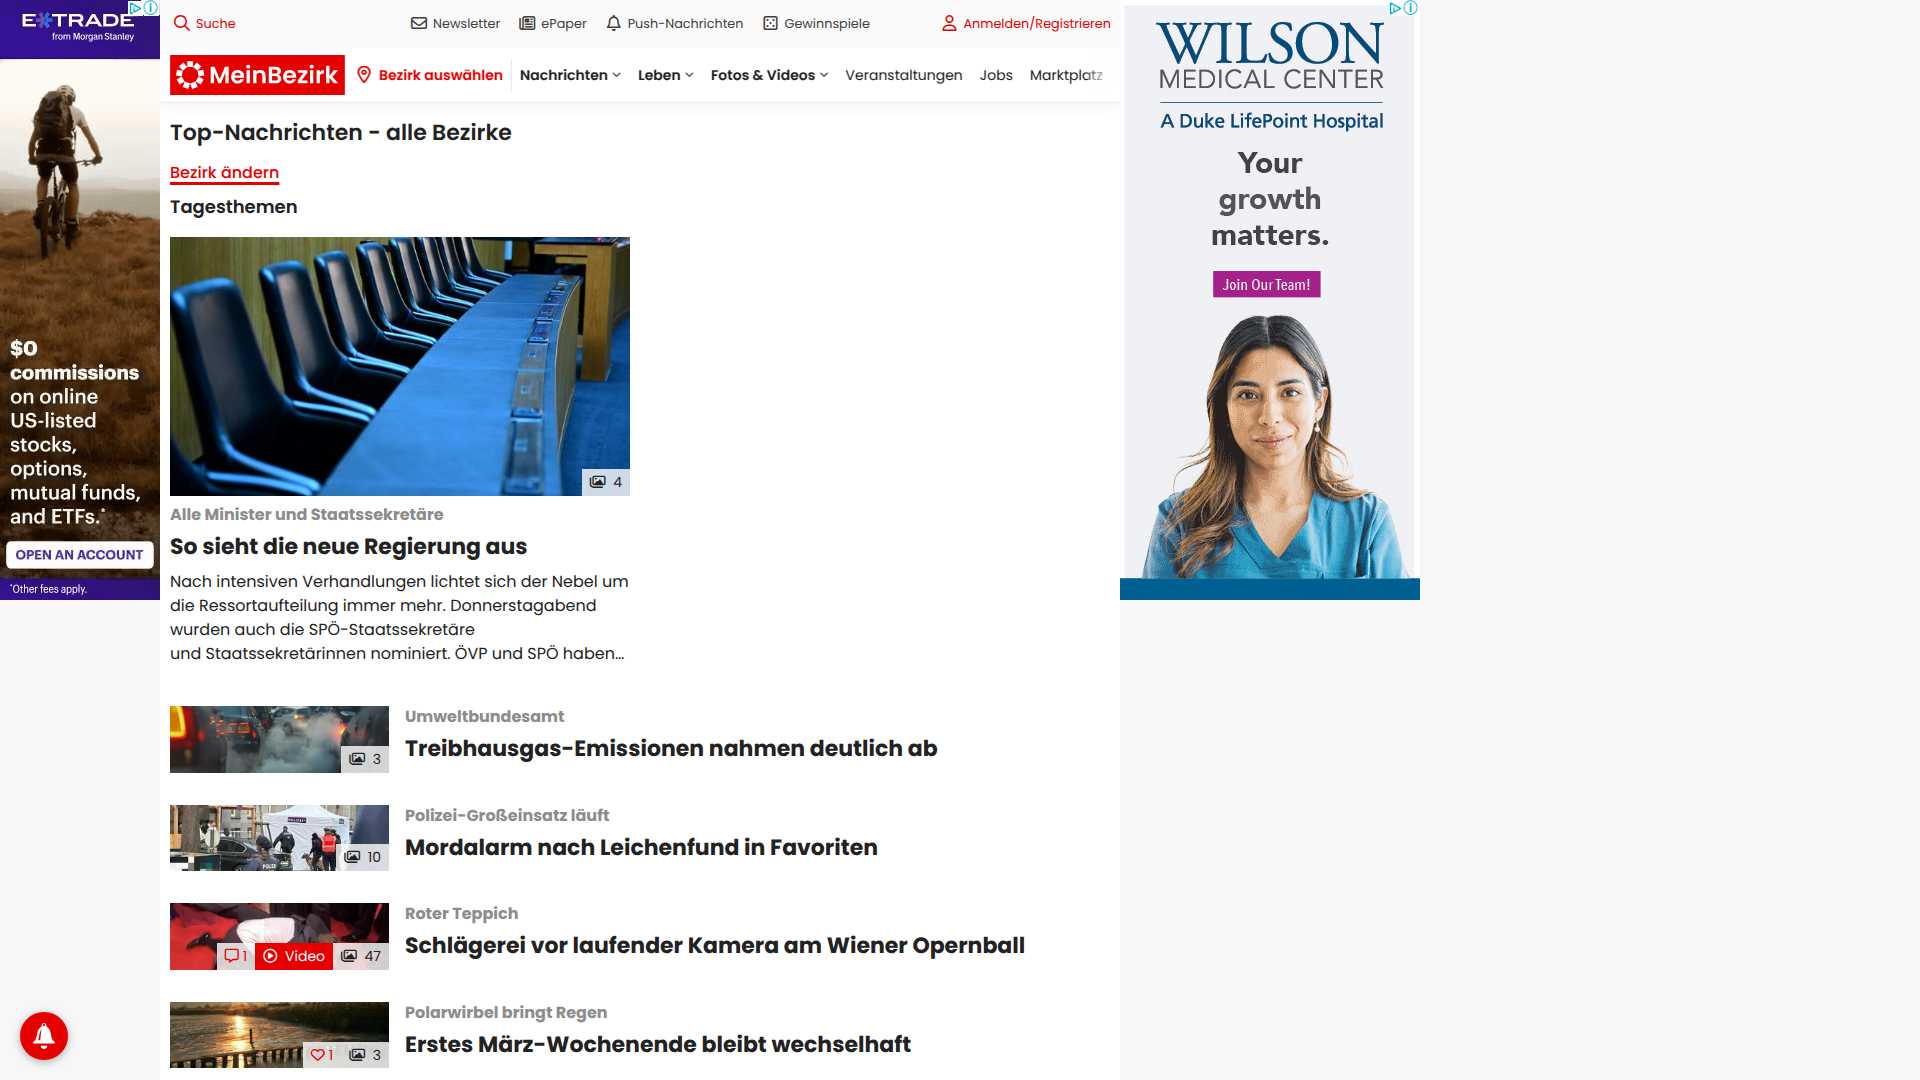 E*TRADE
from Morgan Stanley
$0
commissions
on online
US-listed
stocks,
options,
mutual funds,
and ETFs.*
OPEN AN ACCOUNT
*Other fees apply.
Suche
Newsletter
ePaper
Push-Nachrichten
Gewinnspiele
Anmelden/Registrieren
MeinBezirk
Bezirk auswählen
Nachrichten
Leben
Fotos & Videos
Veranstaltungen
Jobs
Marktplatz
Top-Nachrichten - alle Bezirke
Bezirk ändern
Tagesthemen
4
Alle Minister und Staatssekretäre
So sieht die neue Regierung aus
Nach intensiven Verhandlungen lichtet sich der Nebel um
die Ressortaufteilung immer mehr. Donnerstagabend
wurden auch die SPÖ-Staatssekretäre
und Staatssekretärinnen nominiert. ÖVP und SPÖ haben...
3
Umweltbundesamt
Treibhausgas-Emissionen nahmen deutlich ab
10
Polizei-Großeinsatz läuft
Mordalarm nach Leichenfund in Favoriten
1
Video
47
Roter Teppich
Schlägerei vor laufender Kamera am Wiener Opernball
1
3
Polarwirbel bringt Regen
Erstes März-Wochenende bleibt wechselhaft
WILSON
MEDICAL CENTER
A Duke LifePoint Hospital
Your
growth
matters.
Join Our Team!